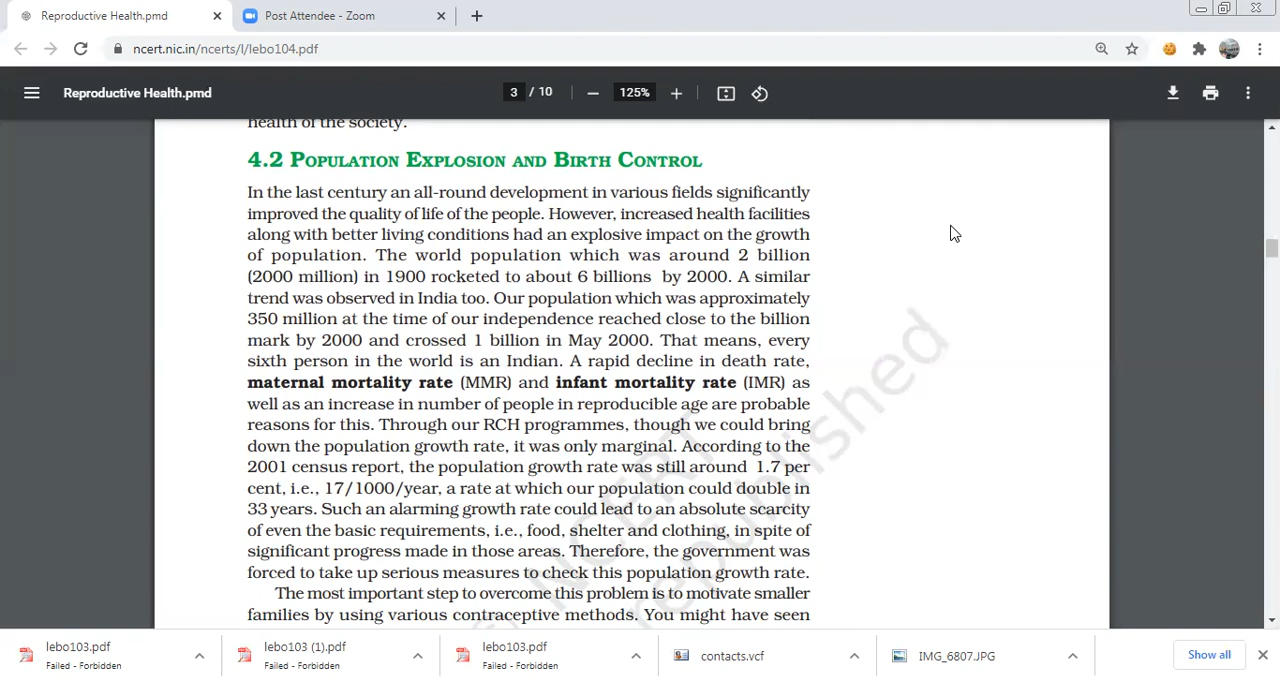 Reproductive Health.pmd
Post Attendee - Zoom
ncert.nic.in/ncerts/l/lebo104.pdf
Reproductive Health.pmd
3 / 10
125%
health of the society.
4.2 Population Explosion and Birth Control
In the last century an all-round development in various fields significantly
improved the quality of life of the people. However, increased health facilities
along with better living conditions had an explosive impact on the growth
of population. The world population which was around 2 billion
(2000 million) in 1900 rocketed to about 6 billions by 2000. A similar
trend was observed in India too. Our population which was approximately
350 million at the time of our independence reached close to the billion
mark by 2000 and crossed 1 billion in May 2000. That means, every
sixth person in the world is an Indian. A rapid decline in death rate,
maternal mortality rate (MMR) and infant mortality rate (IMR) as
well as an increase in number of people in reproducible age are probable
reasons for this. Through our RCH programmes, though we could bring
down the population growth rate, it was only marginal. According to the
2001 census report, the population growth rate was still around 1.7 per
cent, i.e., 17/1000/year, a rate at which our population could double in
33 years. Such an alarming growth rate could lead to an absolute scarcity
of even the basic requirements, i.e., food, shelter and clothing, in spite of
significant progress made in those areas. Therefore, the government was
forced to take up serious measures to check this population growth rate.
The most important step to overcome this problem is to motivate smaller
families by using various contraceptive methods. You might have seen
NCERT
republished
lebo103.pdf
Failed - Forbidden
lebo103 (1).pdf
Failed - Forbidden
lebo103.pdf
Failed - Forbidden
contacts.vcf
IMG_6807.JPG
Show all